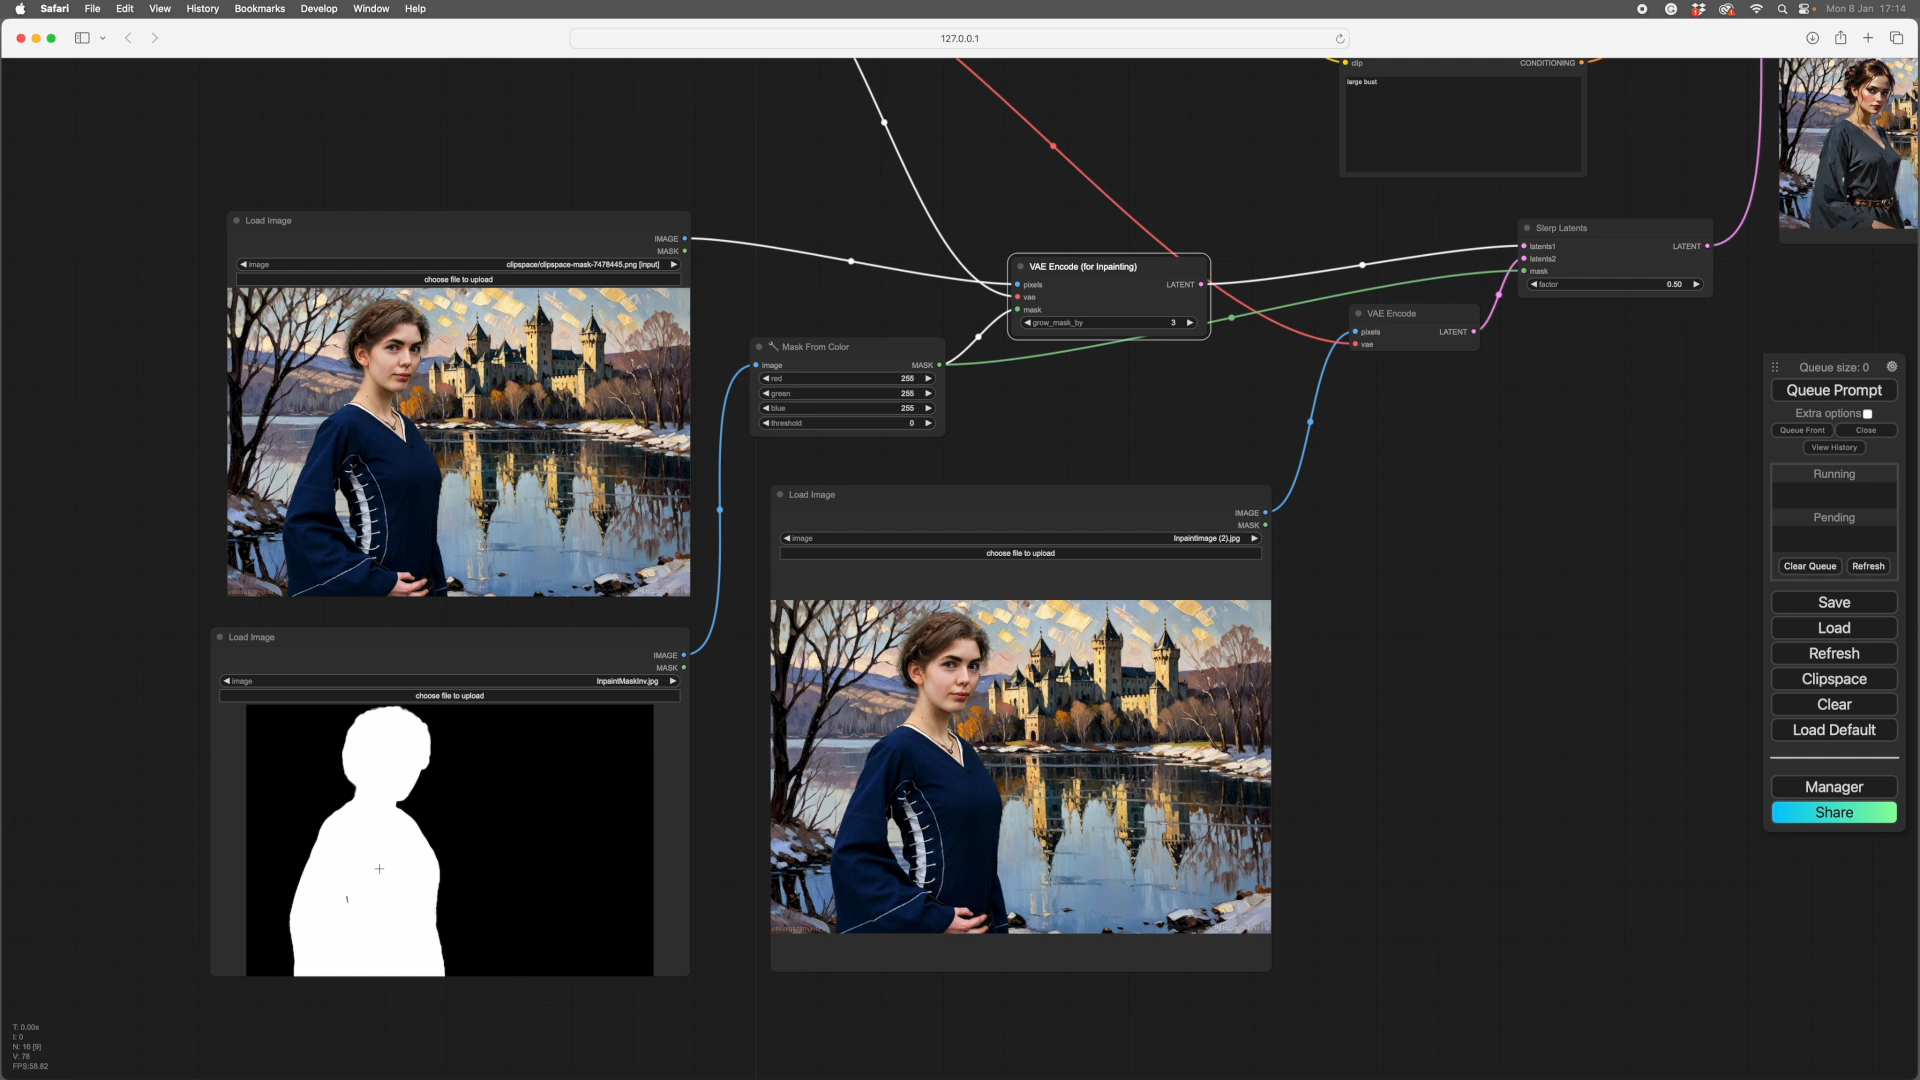 Safari File Edit View History Bookmarks Develop Window Help
Mon 8 Jan 17:14
127.0.0.1
clip CONDITIONING
large bust
Load Image
IMAGE
MASK
image clipspace/clipspace-mask-7478445.png [input]
choose file to upload
VAE Encode (for Inpainting)
pixels LATENT
vae
mask
grow_mask_by 3
Slerp Latents
latents1 LATENT
latents2
mask
factor 0.50
VAE Encode
pixels LATENT
vae
Mask From Color
image MASK
red 255
green 255
blue 255
threshold 0
Load Image
IMAGE
MASK
image InpaintImage (2).jpg
choose file to upload
Load Image
IMAGE
MASK
image InpaintMaskInv.jpg
choose file to upload
Queue size: 0
Queue Prompt
Extra options
Queue Front Close
View History
Running
Pending
Clear Queue Refresh
Save
Load
Refresh
Clipspace
Clear
Load Default
Manager
Share
T: 0.00s
I: 0
N: 16 [9]
V: 78
FPS:58.82